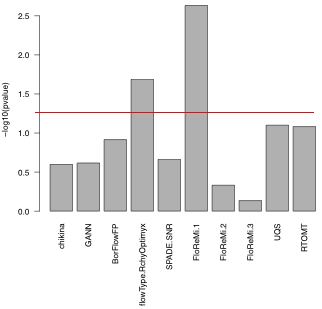 −log10(pvalue)
2.5
2.0
1.5
1.0
0.5
0.0
chikina
GANN
BorFlowFP
flowType.RchyOptimyx
SPADE.SNR
FloReMi.1
FloReMi.2
FloReMi.3
UQS
RTOMT